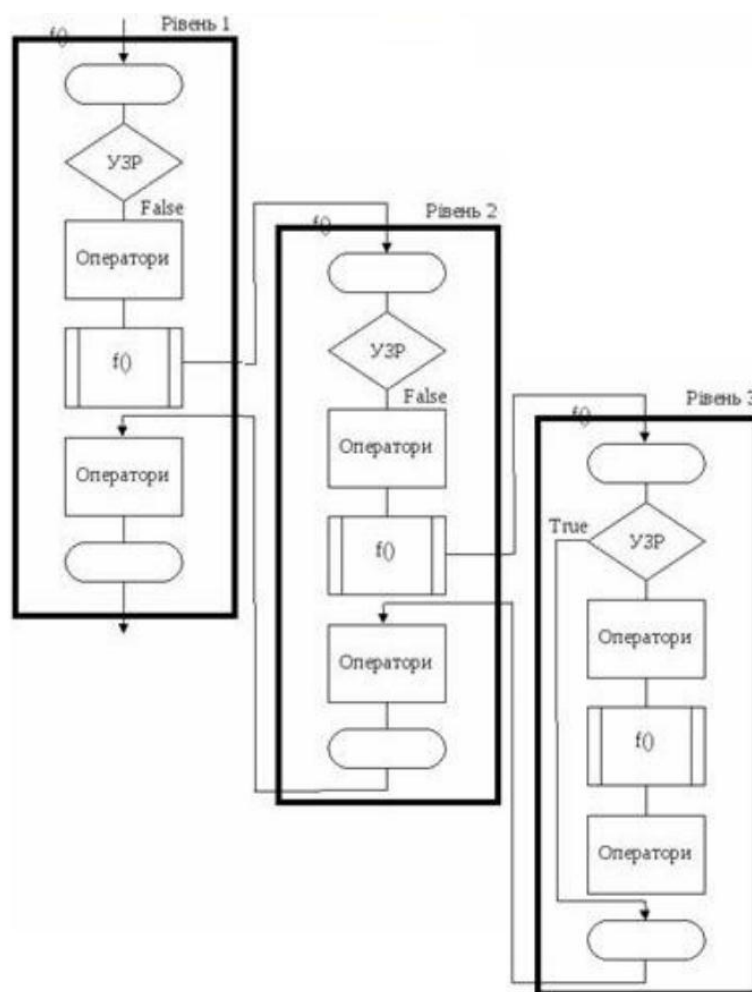 Рівень 1
f()
УЗР
False
Оператори
f()
Оператори
Рівень 2
f()
УЗР
False
Оператори
f()
Оператори
Рівень 3
f()
True
УЗР
Оператори
f()
Оператори